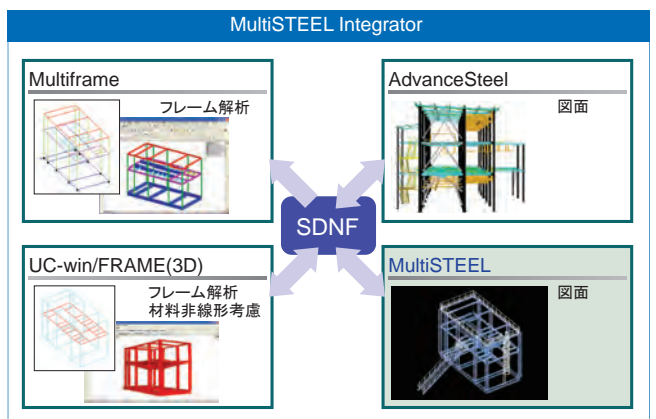 MultiSTEEL Integrator
Multiframe
フレーム解析
AdvanceSteel
図面
SDNF
UC-win/FRAME(3D)
フレーム解析
材料非線形考慮
MultiSTEEL
図面